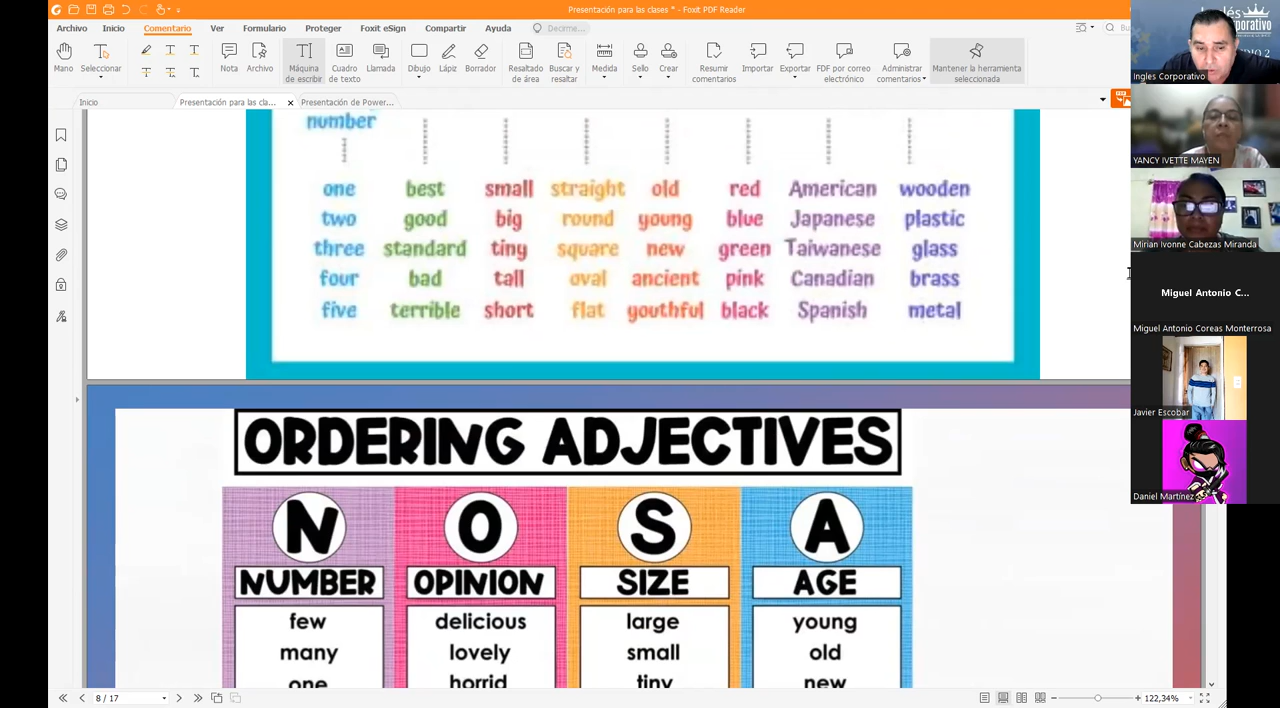 Presentación para las clases * - Foxit PDF Reader
Archivo Inicio Comentario Ver Formulario Proteger Foxit eSign Compartir Ayuda Decirme...
Mano Seleccionar Nota Archivo Máquina de escribir Cuadro de texto Llamada Dibujo Lápiz Borrador Resaltado de área Buscar y resaltar Medida Sello Crear Resumir comentarios Importar Exportar FDF por correo electrónico Administrar comentarios Mantener la herramienta seleccionada
Inicio Presentación para las cla... Presentación de Power...
number
one best small straight old red American wooden
two good big round young blue Japanese plastic
three standard tiny square new green Taiwanese glass
four bad tall oval ancient pink Canadian brass
five terrible short flat youthful black Spanish metal
ORDERING ADJECTIVES
N O S A
NUMBER OPINION SIZE AGE
few delicious large young
many lovely small old
one horrid tiny new
8 / 17
122,34%
Ingles Corporativo
YANCY IVETTE MAYEN
Mirian Ivonne Cabezas Miranda
Miguel Antonio C...
Miguel Antonio Coreas Monterrosa
Javier Escobar
Daniel Martínez